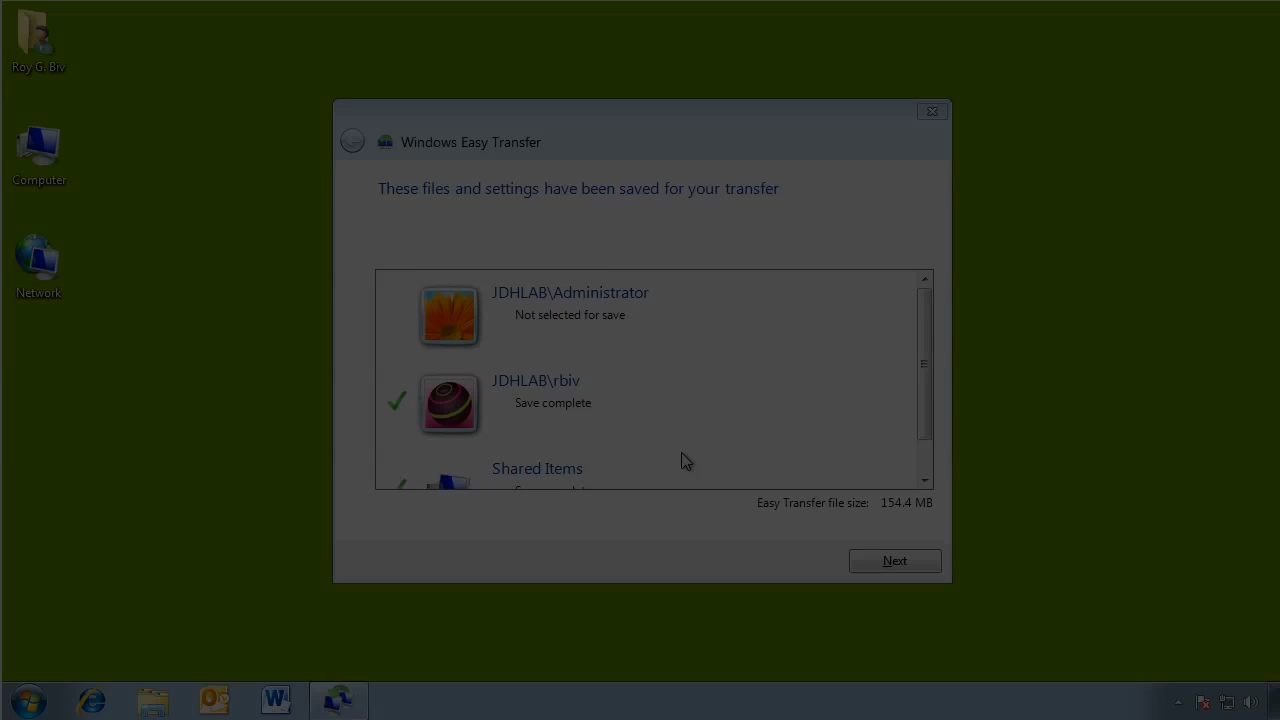 Roy G. Biv
Computer
Network
Windows Easy Transfer
These files and settings have been saved for your transfer
JDHLAB\Administrator
Not selected for save
JDHLAB\rbiv
Save complete
Shared Items
Easy Transfer file size: 154.4 MB
Next